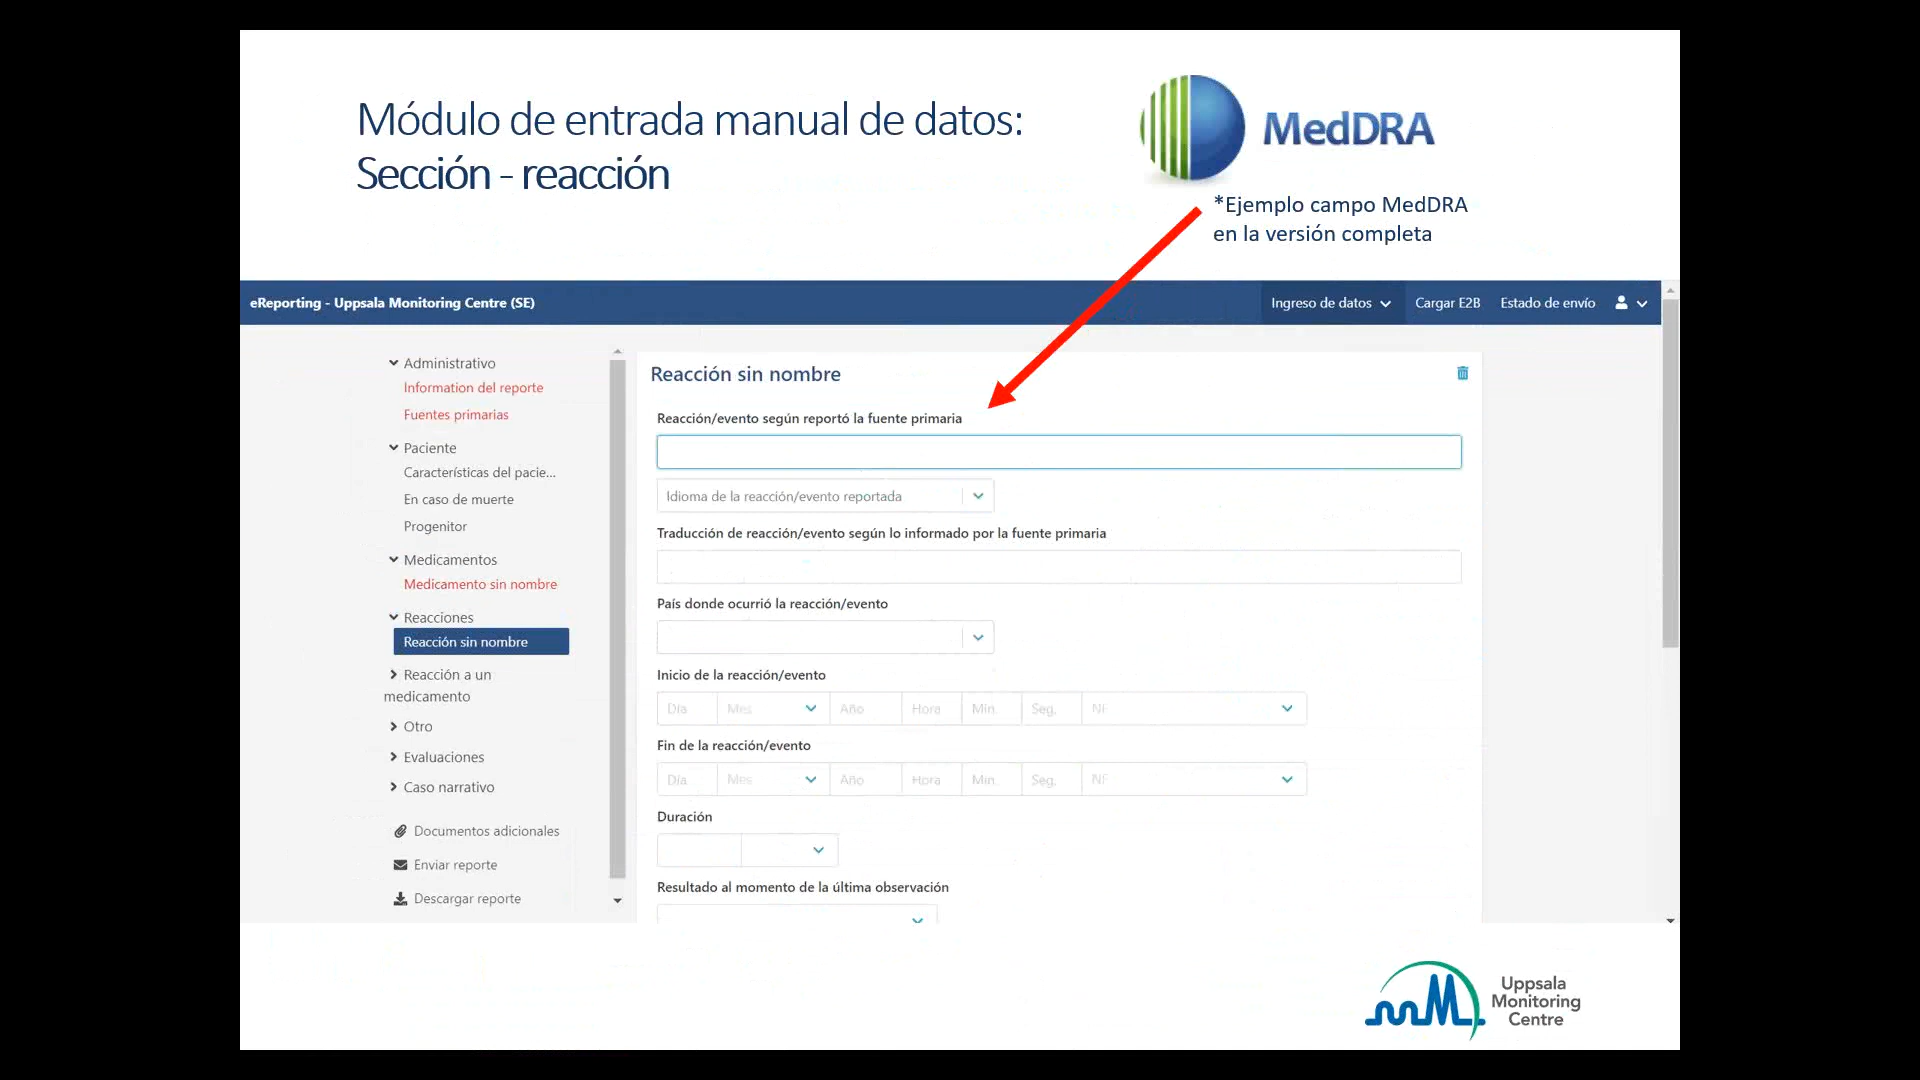 Módulo de entrada manual de datos:
Sección - reacción
MedDRA
*Ejemplo campo MedDRA
en la versión completa
eReporting - Uppsala Monitoring Centre (SE)
Ingreso de datos
Cargar E2B
Estado de envío
Administrativo
Information del reporte
Fuentes primarias
Paciente
Características del pacie...
En caso de muerte
Progenitor
Medicamentos
Medicamento sin nombre
Reacciones
Reacción sin nombre
Reacción a un
medicamento
Otro
Evaluaciones
Caso narrativo
Documentos adicionales
Enviar reporte
Descargar reporte
Reacción sin nombre
Reacción/evento según reportó la fuente primaria
Idioma de la reacción/evento reportada
Traducción de reacción/evento según lo informado por la fuente primaria
País donde ocurrió la reacción/evento
Inicio de la reacción/evento
Día Mes Año Hora Min. Seg. NF
Fin de la reacción/evento
Día Mes Año Hora Min. Seg. NF
Duración
Resultado al momento de la última observación
Uppsala
Monitoring
Centre